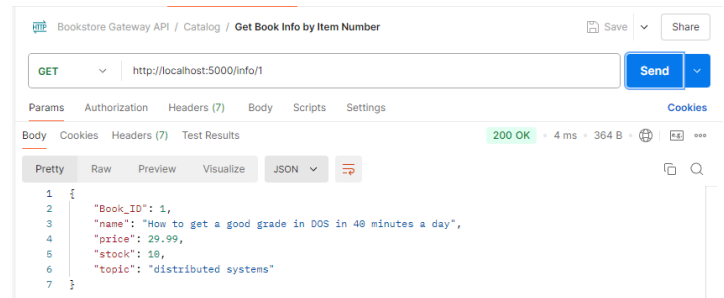 HTTP Bookstore Gateway API / Catalog / Get Book Info by Item Number Save Share
GET http://localhost:5000/info/1 Send
Params Authorization Headers (7) Body Scripts Settings Cookies
Body Cookies Headers (7) Test Results 200 OK • 4 ms • 364 B • e.g. ooo
Pretty Raw Preview Visualize JSON
1 {
2 "Book_ID": 1,
3 "name": "How to get a good grade in DOS in 40 minutes a day",
4 "price": 29.99,
5 "stock": 10,
6 "topic": "distributed systems"
7 }